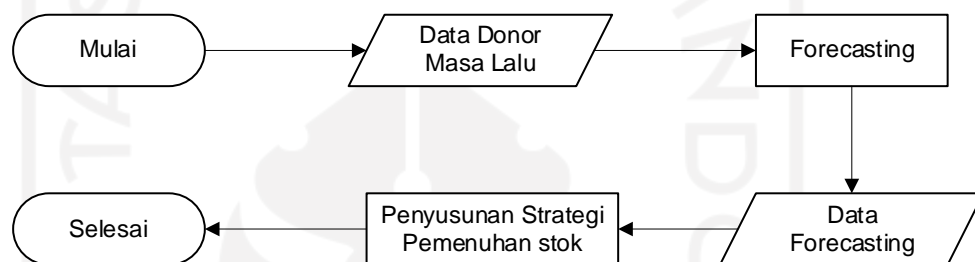 Mulai
Data Donor
Masa Lalu
Forecasting
Data
Forecasting
Penyusunan Strategi
Pemenuhan stok
Selesai